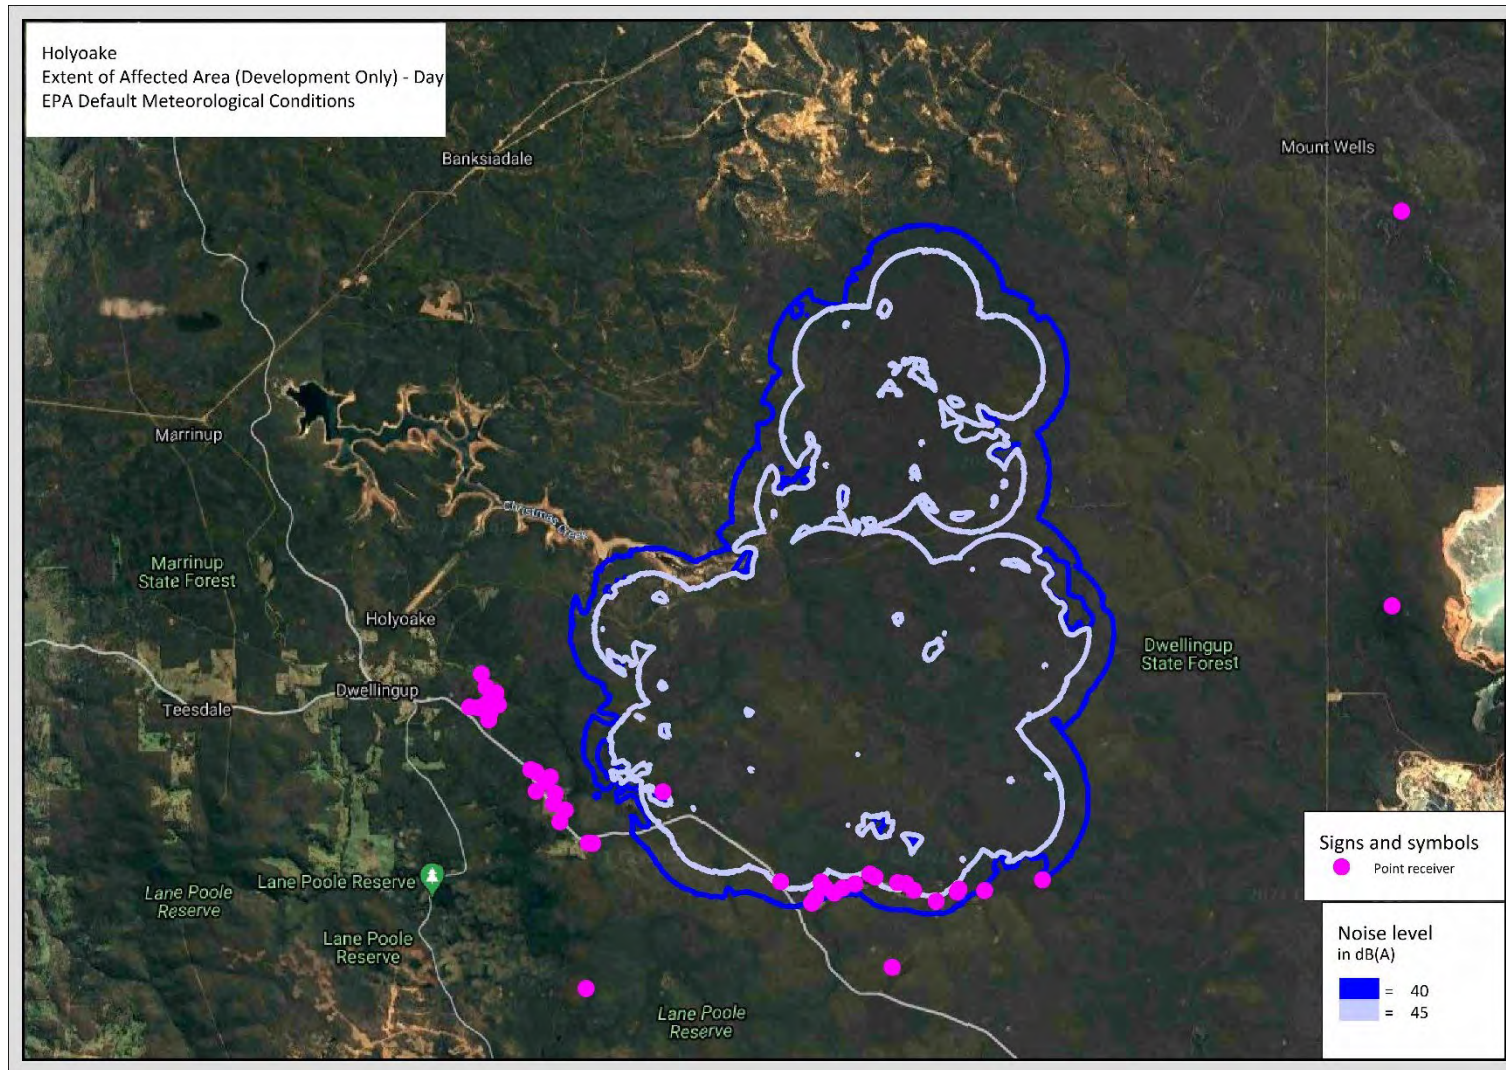 Holyoake
Extent of Affected Area (Development Only) - Day
EPA Default Meteorological Conditions
Banksiadale
Mount Wells
Marrinup
Christmas Creek
Marrinup
State Forest
Holyoake
Dwellingup
State Forest
Dwellingup
Teesdale
Lane Poole Reserve
Lane Poole
Reserve
Lane Poole
Reserve
Lane Poole
Reserve
Signs and symbols
Point receiver
Noise level
in dB(A)
= 40
= 45